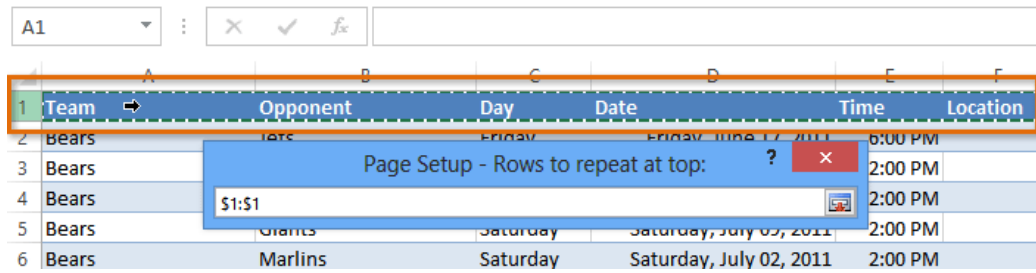 A1 fx
A B C D E F
1 Team Opponent Day Date Time Location
2 Bears Jets Friday Friday, June 17, 2011 6:00 PM
Page Setup - Rows to repeat at top: ?
3 Bears 2:00 PM
4 Bears 2:00 PM
$1:$1
5 Bears Giants Saturday Saturday, July 09, 2011 2:00 PM
6 Bears Marlins Saturday Saturday, July 02, 2011 2:00 PM